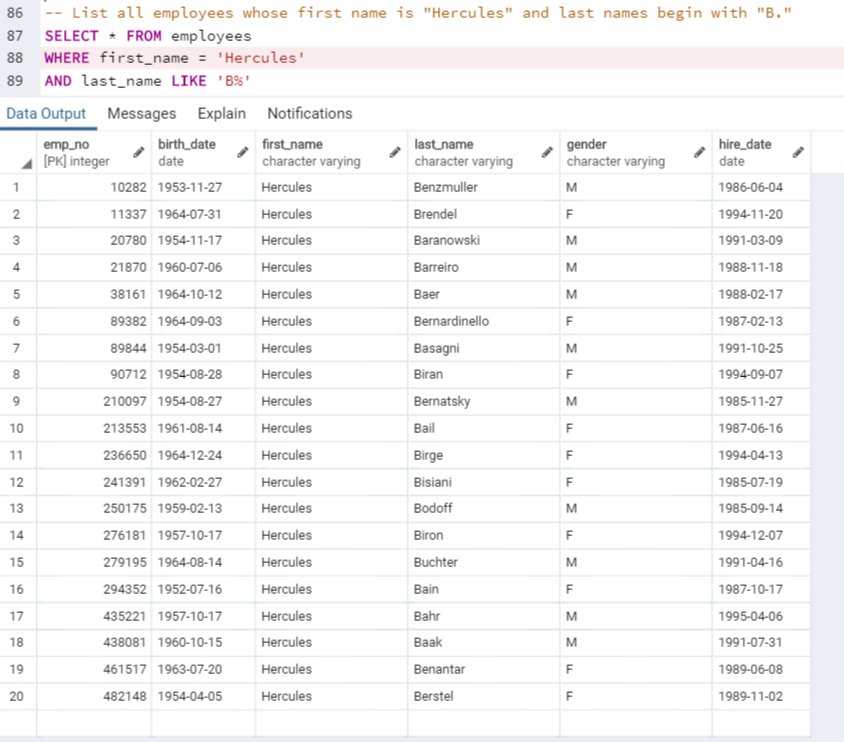 86 -- List all employees whose first name is "Hercules" and last names begin with "B."
87 SELECT * FROM employees
88 WHERE first_name = 'Hercules'
89 AND last_name LIKE 'B%'
Data Output Messages Explain Notifications
emp_no birth_date first_name last_name gender hire_date
[PK] integer date character varying character varying character varying date
1 10282 1953-11-27 Hercules Benzmuller M 1986-06-04
2 11337 1964-07-31 Hercules Brendel F 1994-11-20
3 20780 1954-11-17 Hercules Baranowski M 1991-03-09
4 21870 1960-07-06 Hercules Barreiro M 1988-11-18
5 38161 1964-10-12 Hercules Baer M 1988-02-17
6 89382 1964-09-03 Hercules Bernardinello F 1987-02-13
7 89844 1954-03-01 Hercules Basagni M 1991-10-25
8 90712 1954-08-28 Hercules Biran F 1994-09-07
9 210097 1954-08-27 Hercules Bernatsky M 1985-11-27
10 213553 1961-08-14 Hercules Bail F 1987-06-16
11 236650 1964-12-24 Hercules Birge F 1994-04-13
12 241391 1962-02-27 Hercules Bisiani F 1985-07-19
13 250175 1959-02-13 Hercules Bodoff M 1985-09-14
14 276181 1957-10-17 Hercules Biron F 1994-12-07
15 279195 1964-08-14 Hercules Buchter M 1991-04-16
16 294352 1952-07-16 Hercules Bain F 1987-10-17
17 435221 1957-10-17 Hercules Bahr M 1995-04-06
18 438081 1960-10-15 Hercules Baak M 1991-07-31
19 461517 1963-07-20 Hercules Benantar F 1989-06-08
20 482148 1954-04-05 Hercules Berstel F 1989-11-02